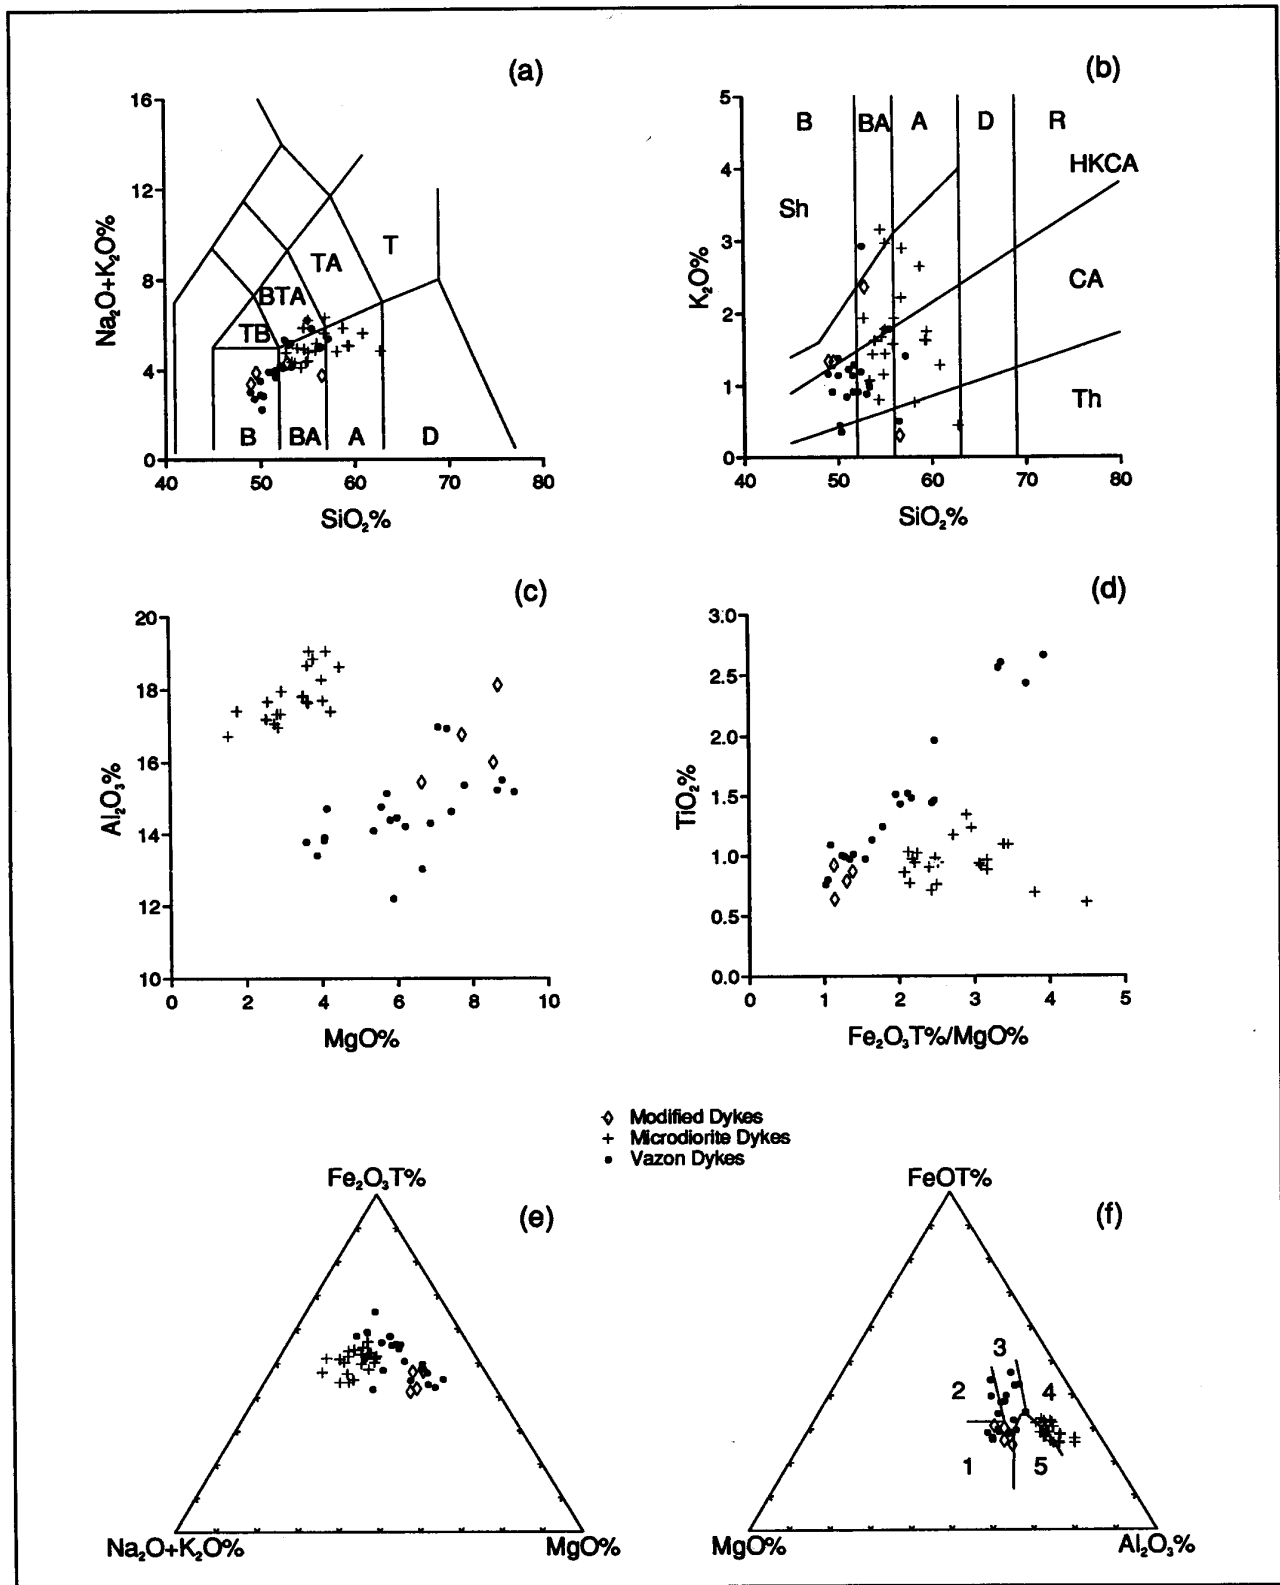 (a)
16
12
8
4
0
Na₂O+K₂O%
T
TA
BTA
TB
B BA A D
40 50 60 70 80
SiO₂%
(b)
5
4
3
2
1
0
K₂O%
B BA A D R
HKCA
Sh
CA
Th
40 50 60 70 80
SiO₂%
(c)
20
18
16
14
12
10
Al₂O₃%
0 2 4 6 8 10
MgO%
(d)
3.0
2.5
2.0
1.5
1.0
0.5
0.0
TiO₂%
0 1 2 3 4 5
Fe₂O₃T%/MgO%
Modified Dykes
Microdiorite Dykes
Vazon Dykes
Fe₂O₃T%
(e)
Na₂O+K₂O% MgO%
FeOT%
(f)
3
2 4
1 5
MgO% Al₂O₃%